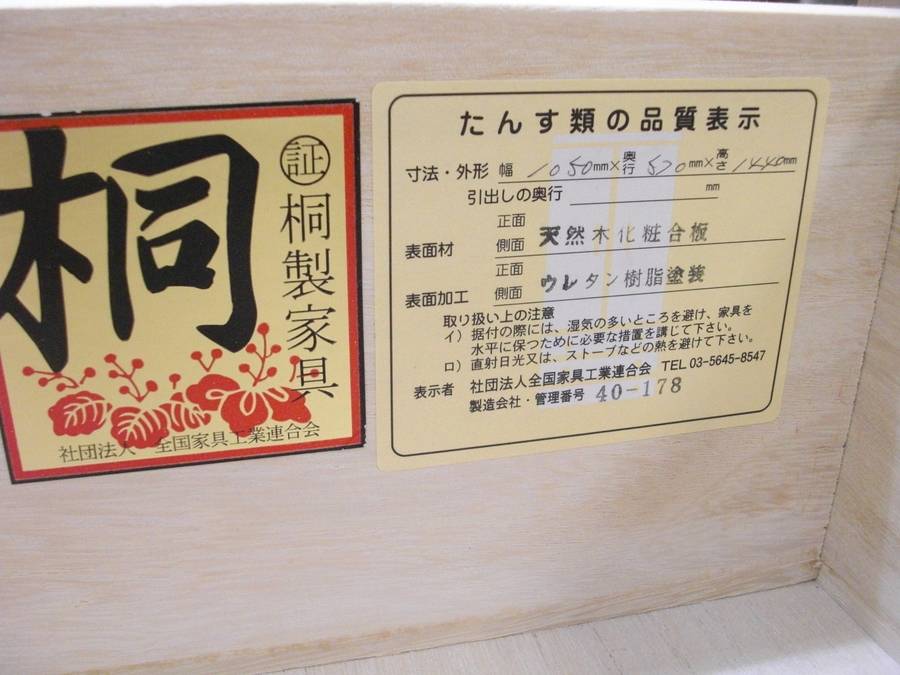 桐
証
桐製家具
社団法人 全国家具工業連合会
たんす類の品質表示
寸法・外形 幅 1050mm×奥行 570mm×高さ 1440mm
引出しの奥行 mm
表面材 正面 側面 天然木化粧合板
表面加工 正面 側面 ウレタン樹脂塗装
取り扱い上の注意
イ）据付の際には、湿気の多いところを避け、家具を
水平に保つために必要な措置を講じて下さい。
ロ）直射日光又は、ストーブなどの熱を避けて下さい。
表示者 社団法人全国家具工業連合会 TEL 03-5645-8547
製造会社・管理番号 40-178